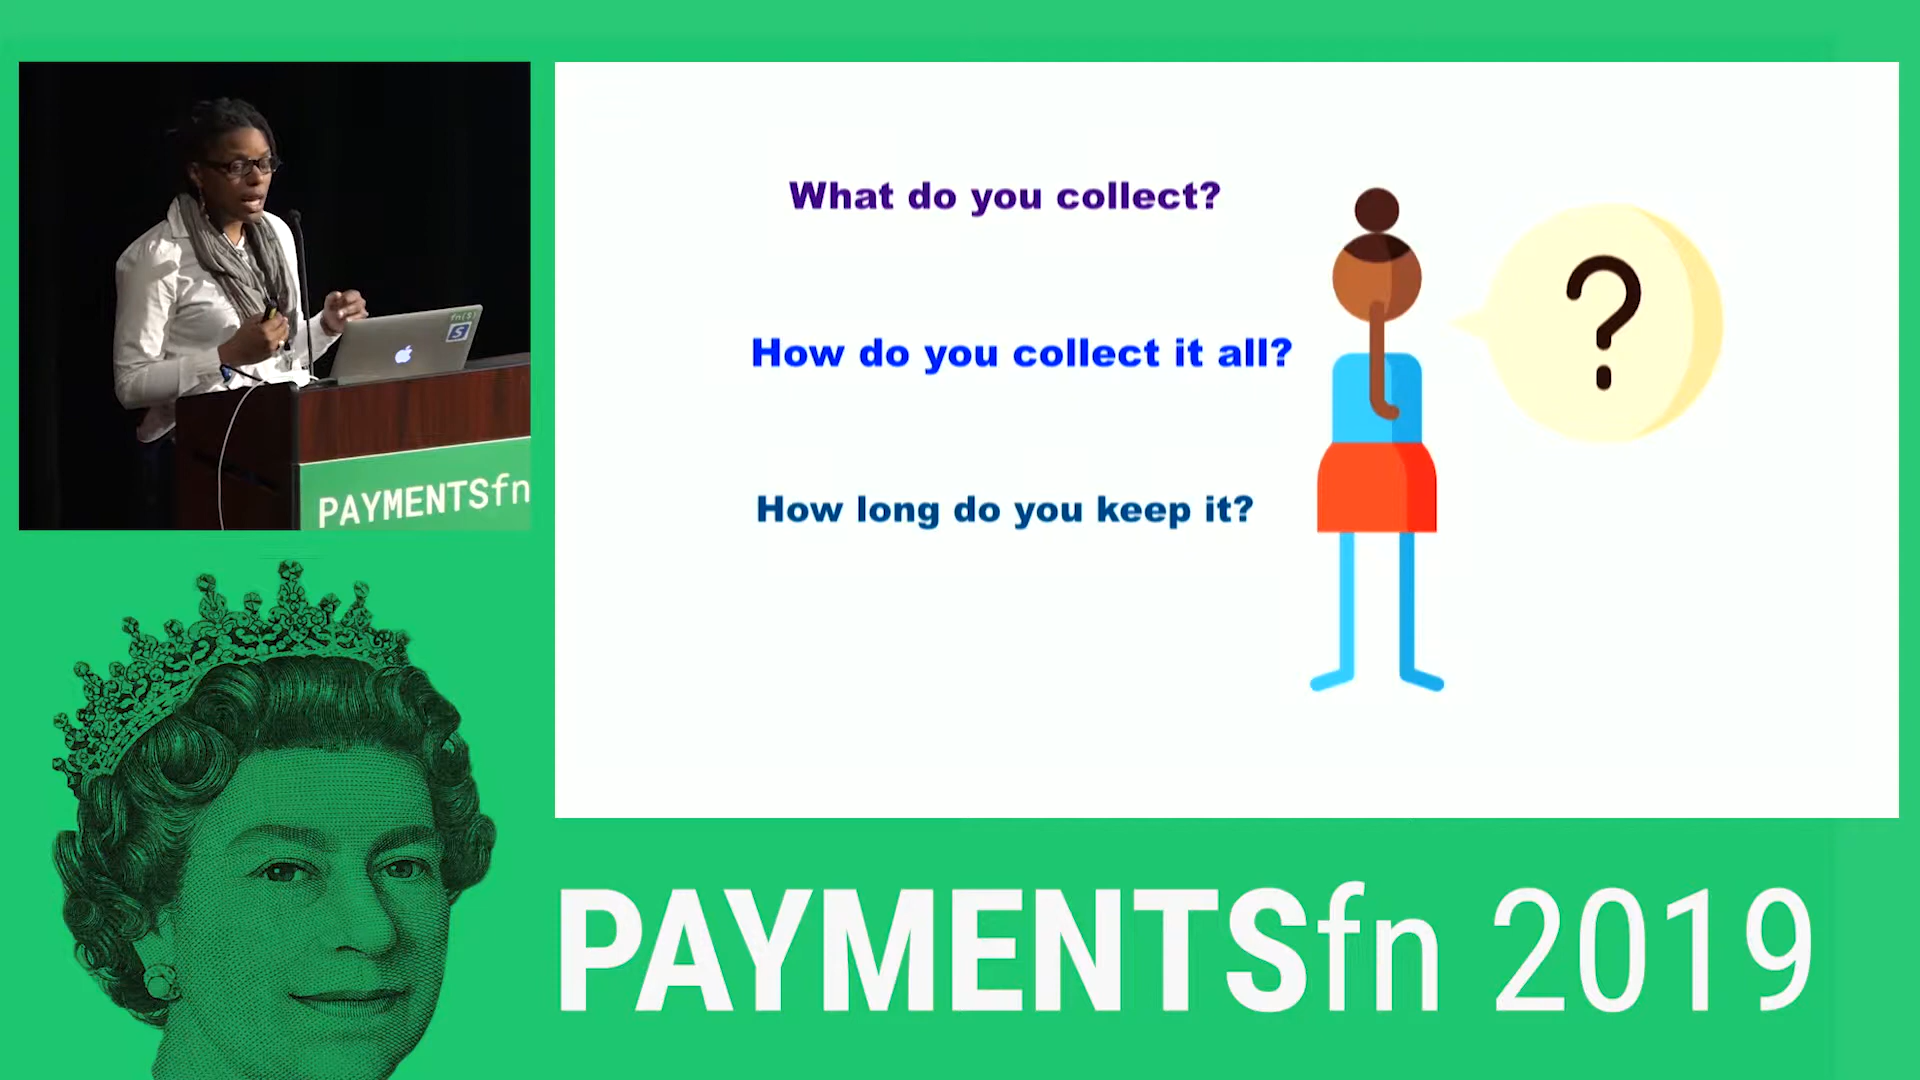 What do you collect?
How do you collect it all?
How long do you keep it?
?
fn(S)
S
PAYMENTSfn
PAYMENTSfn 2019